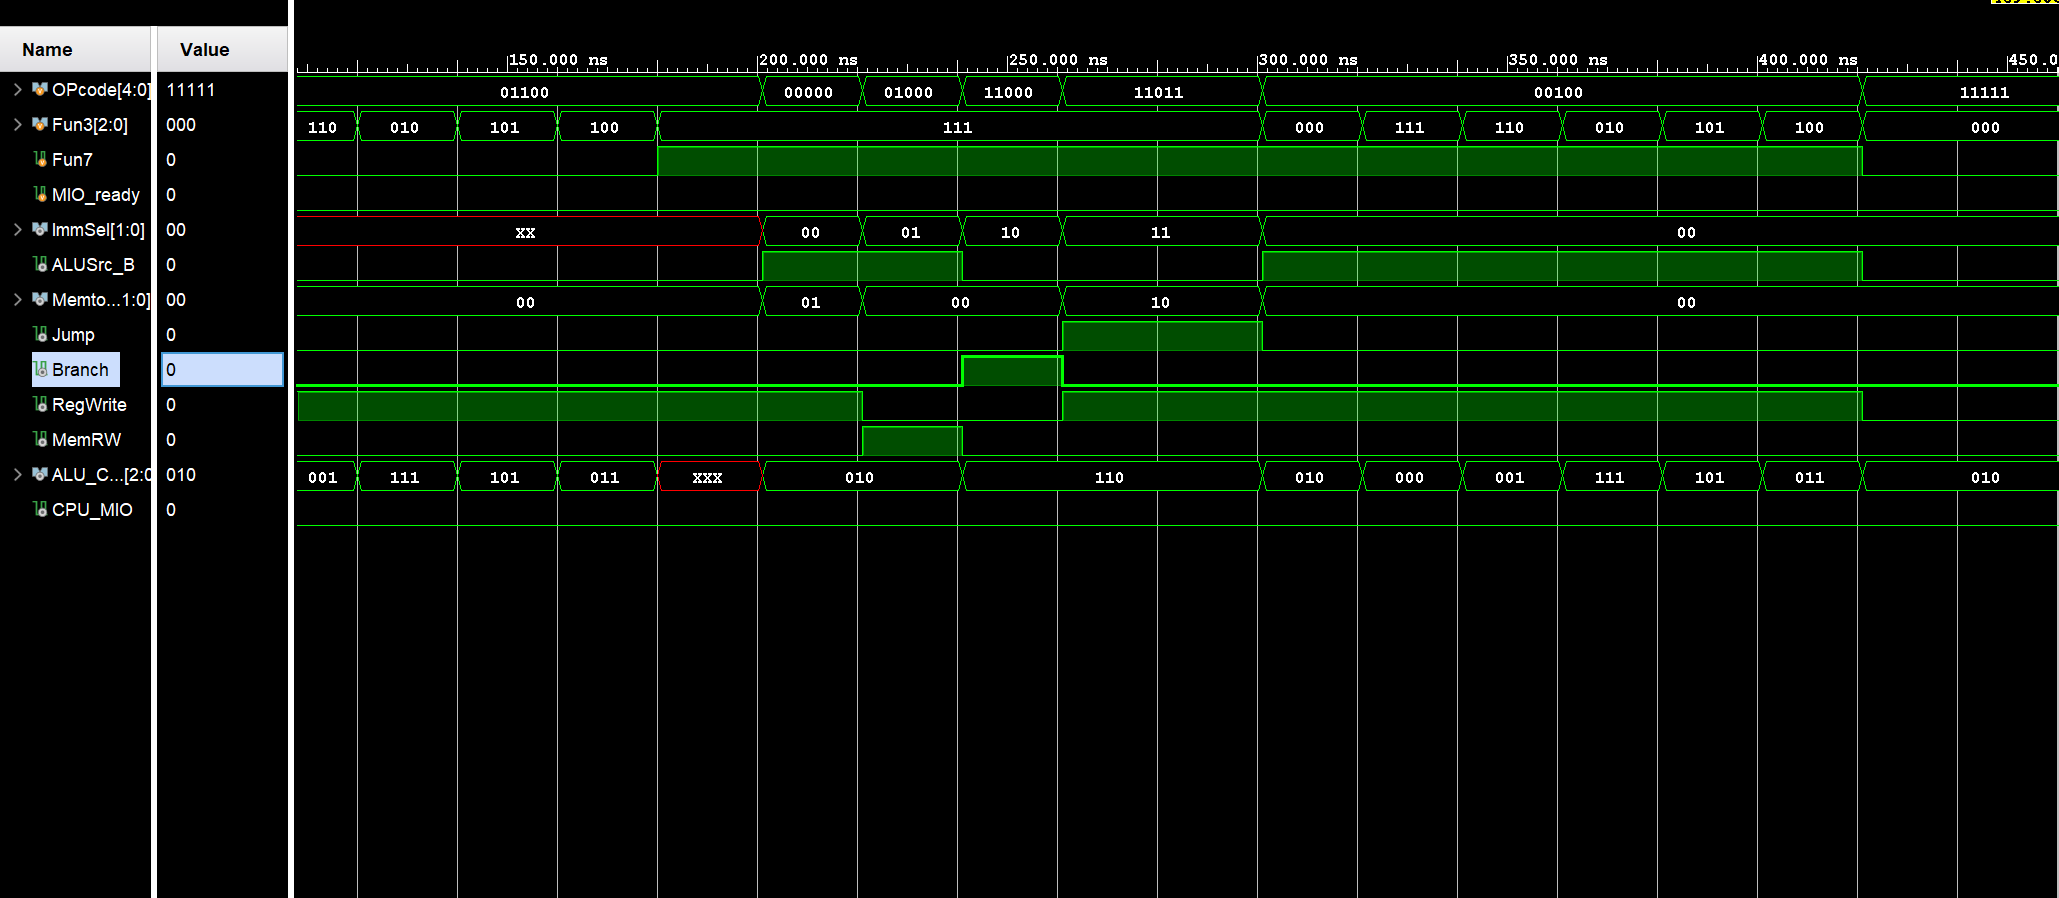 Name Value
150.000 ns 200.000 ns 250.000 ns 300.000 ns 350.000 ns 400.000 ns 450.0
OPcode[4:0] 11111 01100 00000 01000 11000 11011 00100 11111
Fun3[2:0] 000 110 010 101 100 111 000 111 110 010 101 100 000
Fun7 0
MIO_ready 0
ImmSel[1:0] 00 XX 00 01 10 11 00
ALUSrc_B 0
Memto...1:0] 00 00 01 00 10 00
Jump 0
Branch 0
RegWrite 0
MemRW 0
ALU_C...[2:0 010 001 111 101 011 XXX 010 110 010 000 001 111 101 011 010
CPU_MIO 0